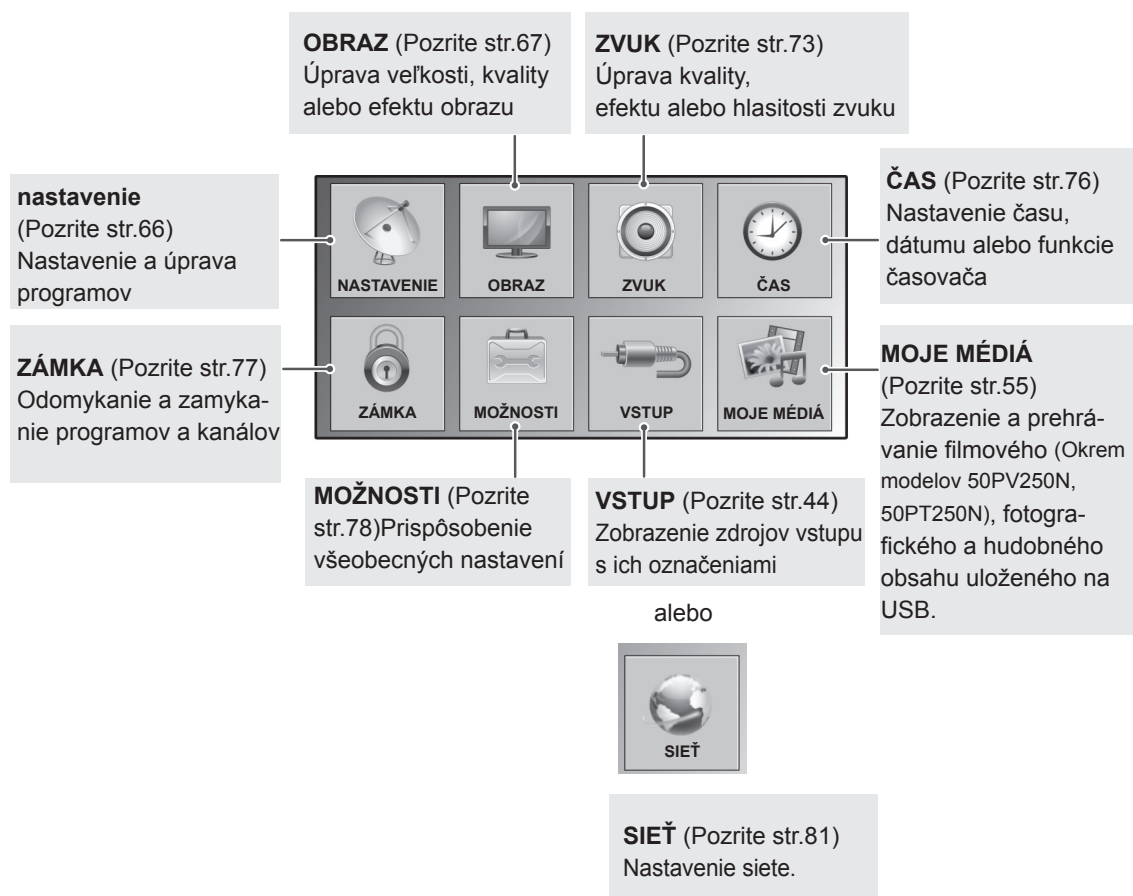 OBRAZ (Pozrite str.67)
Úprava veľkosti, kvality
alebo efektu obrazu
ZVUK (Pozrite str.73)
Úprava kvality,
efektu alebo hlasitosti zvuku
nastavenie
(Pozrite str.66)
Nastavenie a úprava
programov
ČAS (Pozrite str.76)
Nastavenie času,
dátumu alebo funkcie
časovača
NASTAVENIE
OBRAZ
ZVUK
ČAS
ZÁMKA (Pozrite str.77)
Odomykanie a zamyka-
nie programov a kanálov
ZÁMKA
MOŽNOSTI
VSTUP
MOJE MÉDIÁ
MOJE MÉDIÁ
(Pozrite str.55)
Zobrazenie a prehrá-
vanie filmového (Okrem
modelov 50PV250N,
50PT250N), fotogra-
fického a hudobného
obsahu uloženého na
USB.
MOŽNOSTI (Pozrite
str.78)Prispôsobenie
všeobecných nastavení
VSTUP (Pozrite str.44)
Zobrazenie zdrojov vstupu
s ich označeniami
alebo
SIEŤ
SIEŤ (Pozrite str.81)
Nastavenie siete.